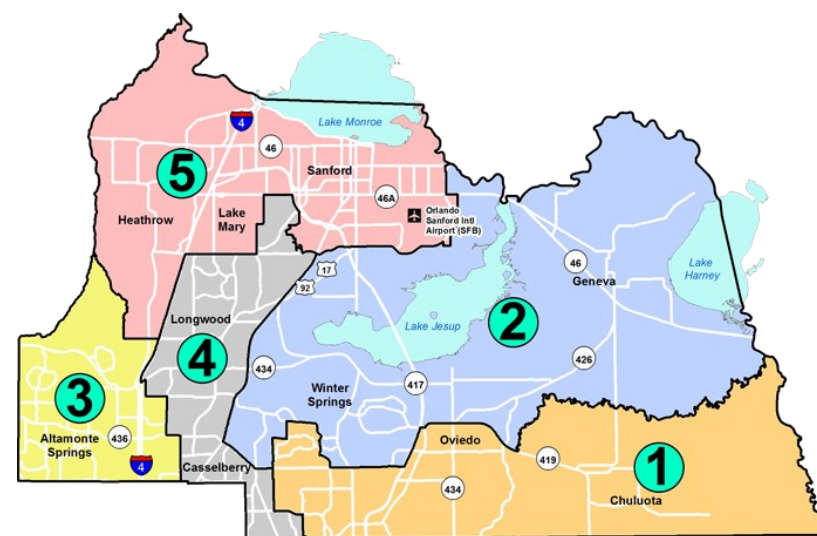 Lake Monroe
4
46
Sanford
5
46A
Heathrow
Lake
Mary
Orlando
Sanford Intl
Airport (SFB)
Lake
Harney
46
Geneva
17
92
Longwood
Lake Jesup
2
4
434
426
417
Winter
Springs
3
436
Altamonte
Springs
4
Casselberry
Oviedo
419
1
434
Chuluota